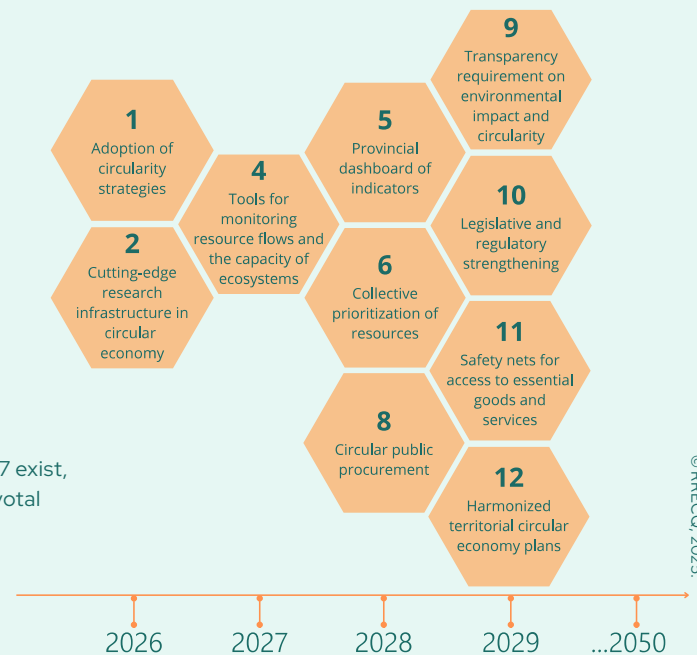 1
Adoption of
circularity
strategies
2
Cutting-edge
research
infrastructure in
circular
economy
4
Tools for
monitoring
resource flows and
the capacity of
ecosystems
5
Provincial
dashboard of
indicators
6
Collective
prioritization of
resources
8
Circular public
procurement
9
Transparency
requirement on
environmental
impact and
circularity
10
Legislative and
regulatory
strengthening
11
Safety nets for
access to essential
goods and
services
12
Harmonized
territorial circular
economy plans
7 exist,
votal
2026
2027
2028
2029
...2050